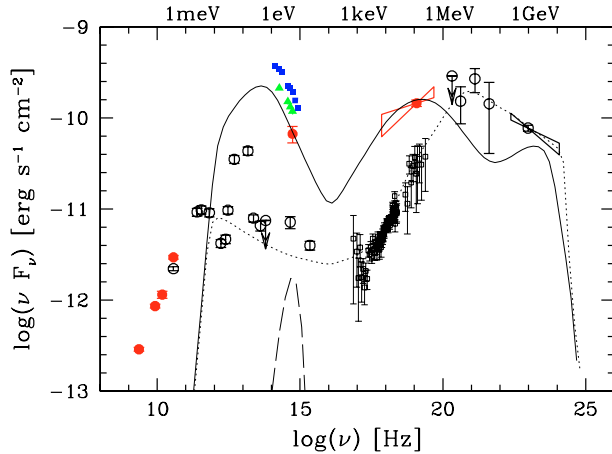 1meV 1eV 1keV 1MeV 1GeV
-9
-10
-11
-12
-13
log(ν F_ν) [erg s⁻¹ cm⁻²]
10 15 20 25
log(ν) [Hz]